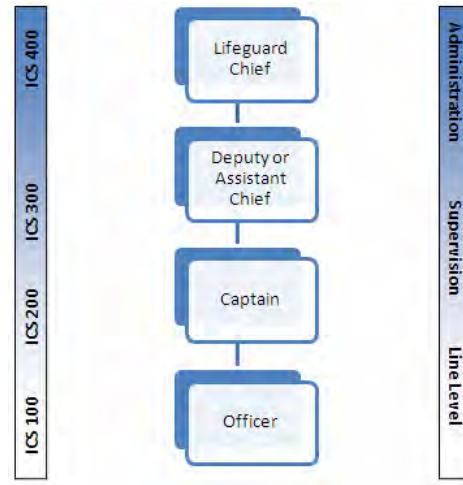 ICS 400
ICS 300
ICS 200
ICS 100
Lifeguard
Chief
Deputy or
Assistant
Chief
Captain
Officer
Administration
Supervision
Line Level